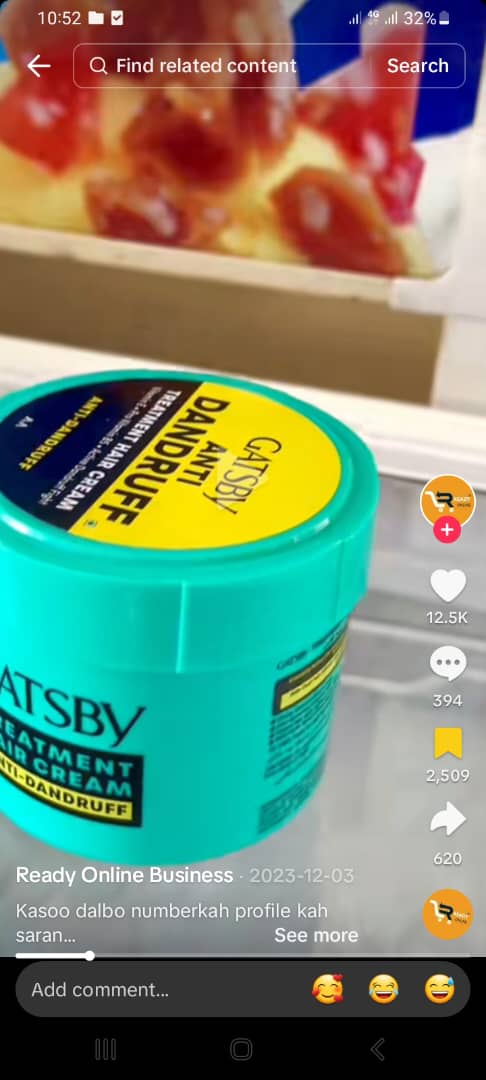 10:52
4G
32%
Find related content
Search
GATSBY
ANTI
DANDRUFF
TREATMENT HAIR CREAM
ANTI-DANDRUFF
ATSBY
TREATMENT
HAIR CREAM
ANTI-DANDRUFF
12.5K
394
2,509
620
Ready Online Business · 2023-12-03
Kasoo dalbo numberkah profile kah
saran... See more
Add comment...